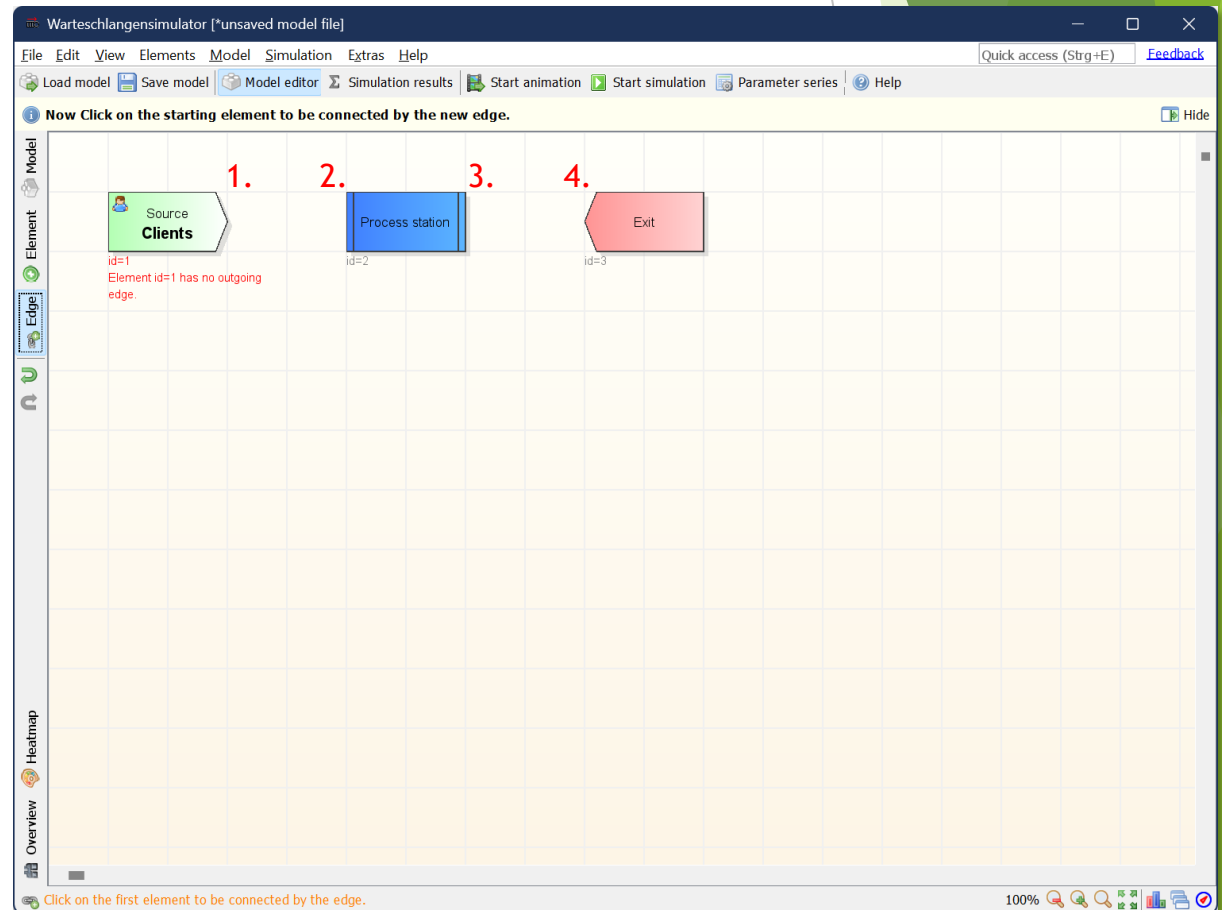 Warteschlangensimulator [*unsaved model file]
File Edit View Elements Model Simulation Extras Help
Quick access (Strg+E) Feedback
Load model Save model Model editor Σ Simulation results Start animation Start simulation Parameter series Help
Now Click on the starting element to be connected by the new edge. Hide
Model
Element
Edge
1. 2. 3. 4.
Source
Clients
Process station
Exit
id=1
Element id=1 has no outgoing
edge.
id=2
id=3
Heatmap
Overview
Click on the first element to be connected by the edge. 100%